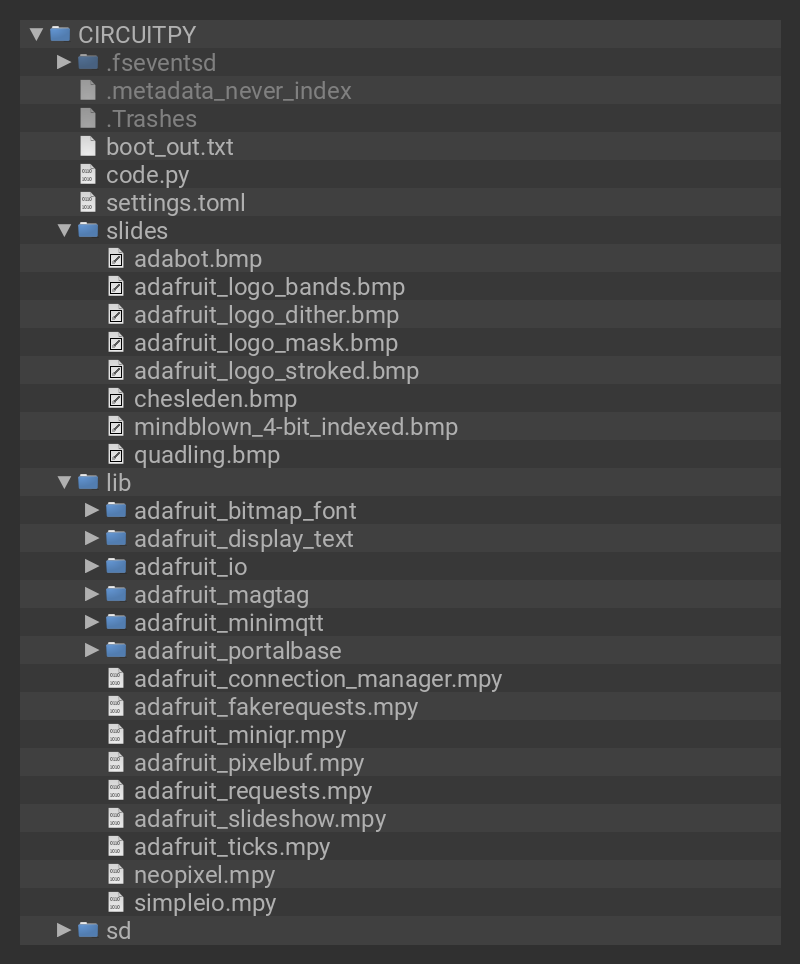 CIRCUITPY
.fseventsd
.metadata_never_index
.Trashes
boot_out.txt
code.py
settings.toml
slides
adabot.bmp
adafruit_logo_bands.bmp
adafruit_logo_dither.bmp
adafruit_logo_mask.bmp
adafruit_logo_stroked.bmp
chesleden.bmp
mindblown_4-bit_indexed.bmp
quadling.bmp
lib
adafruit_bitmap_font
adafruit_display_text
adafruit_io
adafruit_magtag
adafruit_minimqtt
adafruit_portalbase
adafruit_connection_manager.mpy
adafruit_fakerequests.mpy
adafruit_miniqr.mpy
adafruit_pixelbuf.mpy
adafruit_requests.mpy
adafruit_slideshow.mpy
adafruit_ticks.mpy
neopixel.mpy
simpleio.mpy
sd